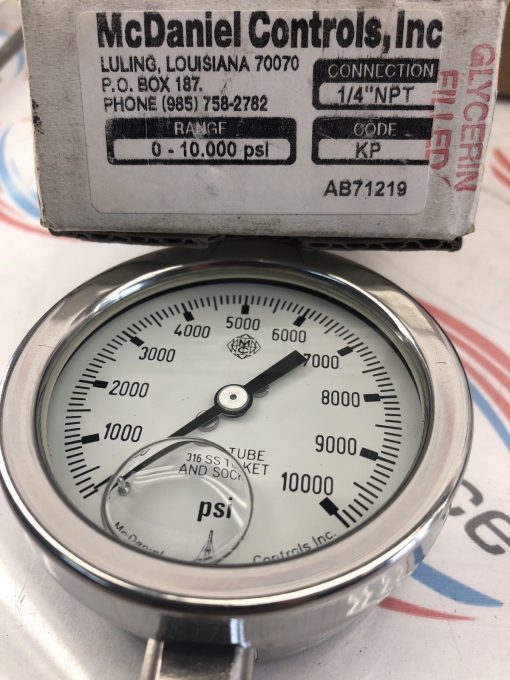 McDaniel Controls, Inc
LULING, LOUISIANA 70070
P.O. BOX 187.
PHONE (985) 758-2782
CONNECTION
1/4"NPT
RANGE
0 - 10.000 psi
CODE
KP
AB71219
GLYCERIN
FILLED
1000
2000
3000
4000
5000
6000
7000
8000
9000
10000
TUBE
316 SS
AND SOCKET
psi
McDaniel
Controls Inc.